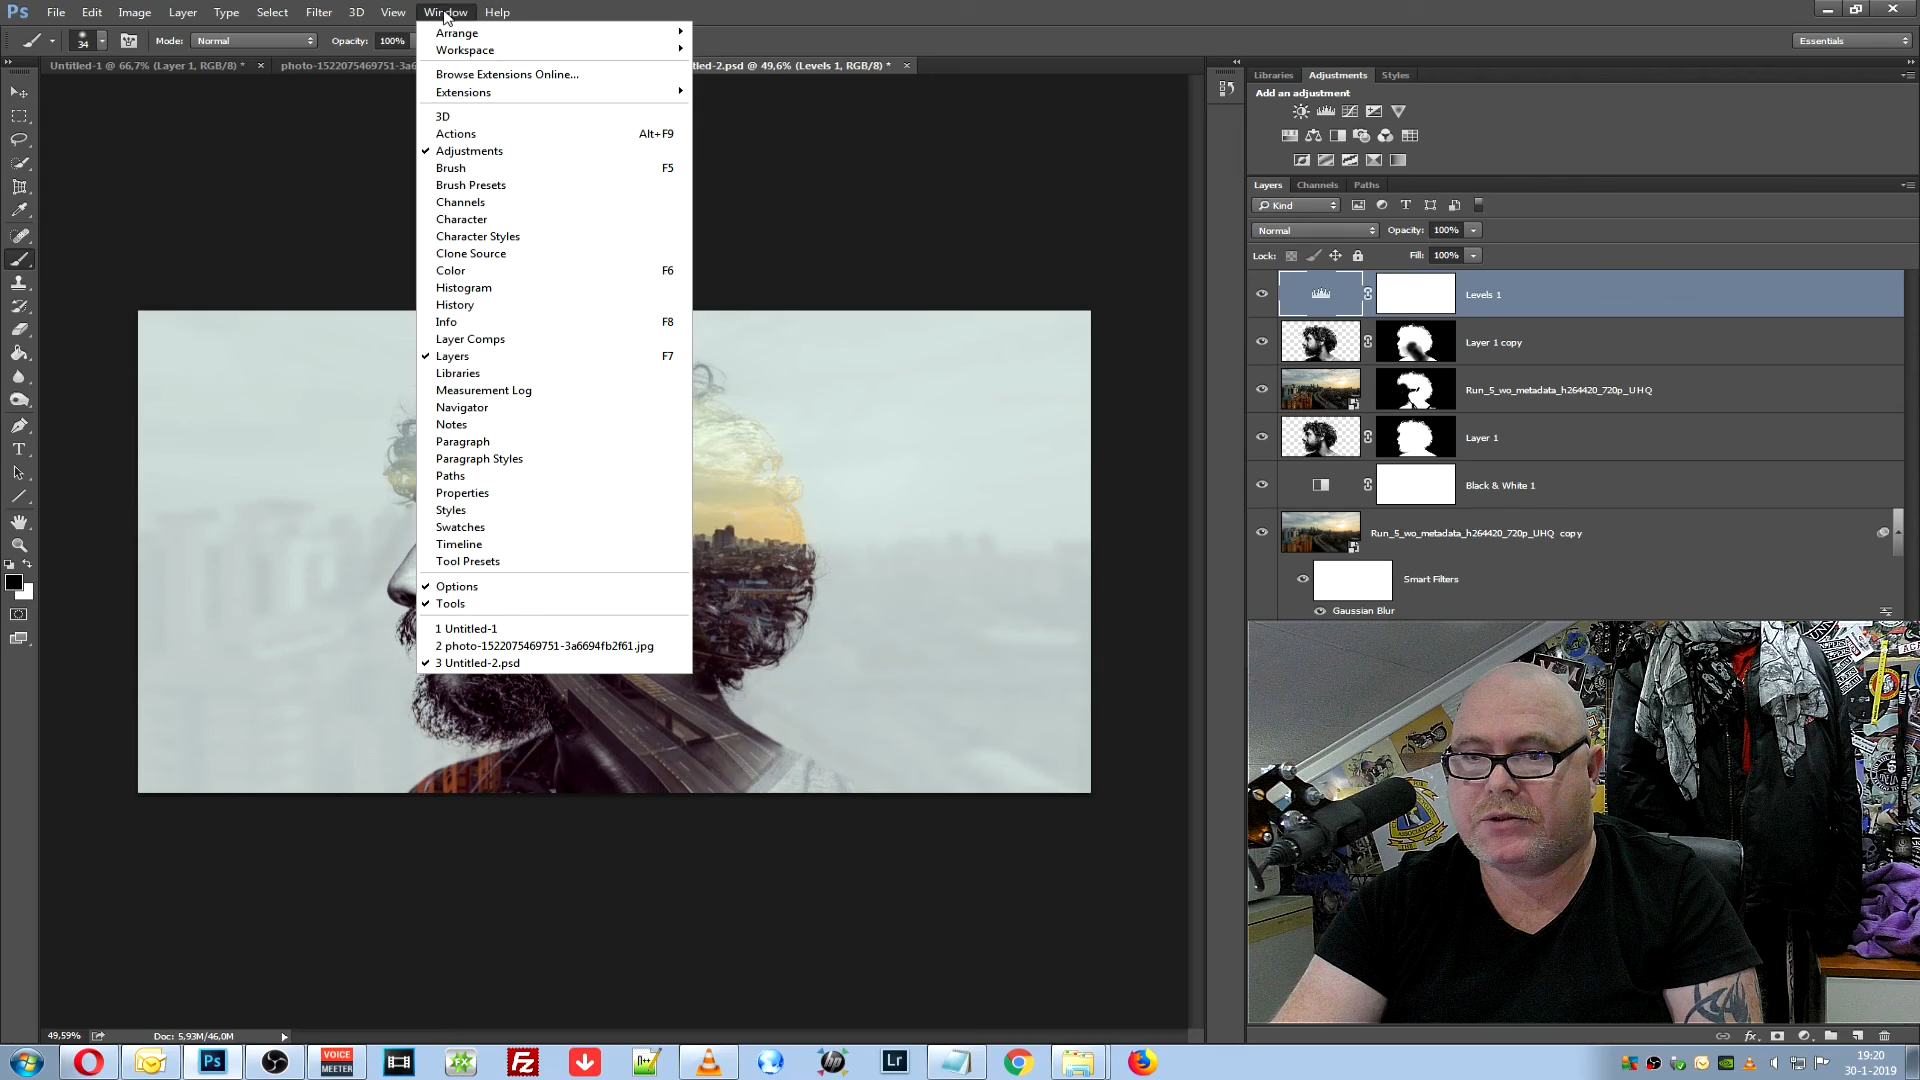 Ps File Edit Image Layer Type Select Filter 3D View Window Help
34 Mode: Normal Opacity: 100% Essentials
Untitled-1 @ 66,7% (Layer 1, RGB/8) * × photo-1522075469751-3a6 tled-2.psd @ 49,6% (Levels 1, RGB/8) * ×
Arrange
Workspace
Browse Extensions Online...
Extensions
3D
Actions Alt+F9
Adjustments
Brush F5
Brush Presets
Channels
Character
Character Styles
Clone Source
Color F6
Histogram
History
Info F8
Layer Comps
Layers F7
Libraries
Measurement Log
Navigator
Notes
Paragraph
Paragraph Styles
Paths
Properties
Styles
Swatches
Timeline
Tool Presets
Options
Tools
1 Untitled-1
2 photo-1522075469751-3a6694fb2f61.jpg
3 Untitled-2.psd
Libraries Adjustments Styles
Add an adjustment
Layers Channels Paths
Kind
Normal Opacity: 100%
Lock: Fill: 100%
Levels 1
Layer 1 copy
Run_5_wo_metadata_h264420_720p_UHQ
Layer 1
Black & White 1
Run_5_wo_metadata_h264420_720p_UHQ copy
Smart Filters
Gaussian Blur
49,59% Doc: 5,93M/46,0M
Ps VOICE MEETER FX Fz hp Lr
19:20
30-1-2019